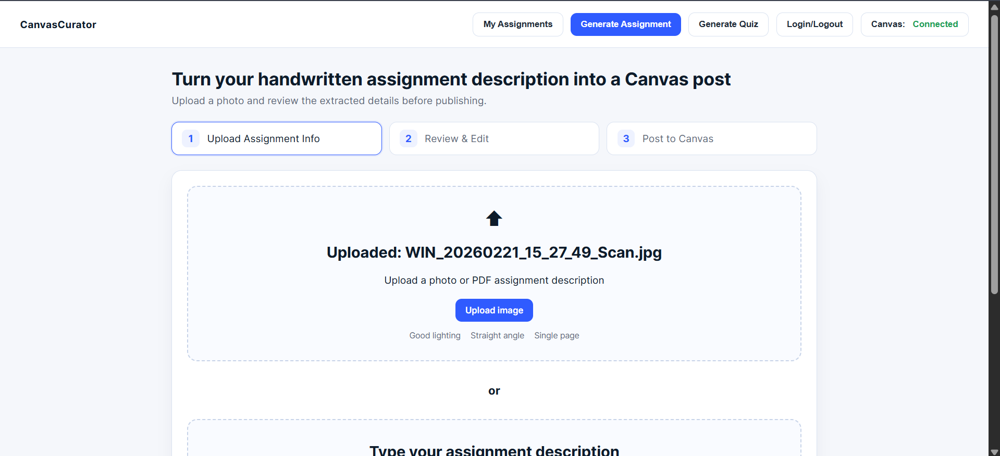 CanvasCurator
My Assignments
Generate Assignment
Generate Quiz
Login/Logout
Canvas: Connected
Turn your handwritten assignment description into a Canvas post
Upload a photo and review the extracted details before publishing.
1 Upload Assignment Info
2 Review & Edit
3 Post to Canvas
Uploaded: WIN_20260221_15_27_49_Scan.jpg
Upload a photo or PDF assignment description
Upload image
Good lighting Straight angle Single page
or
Type your assignment description